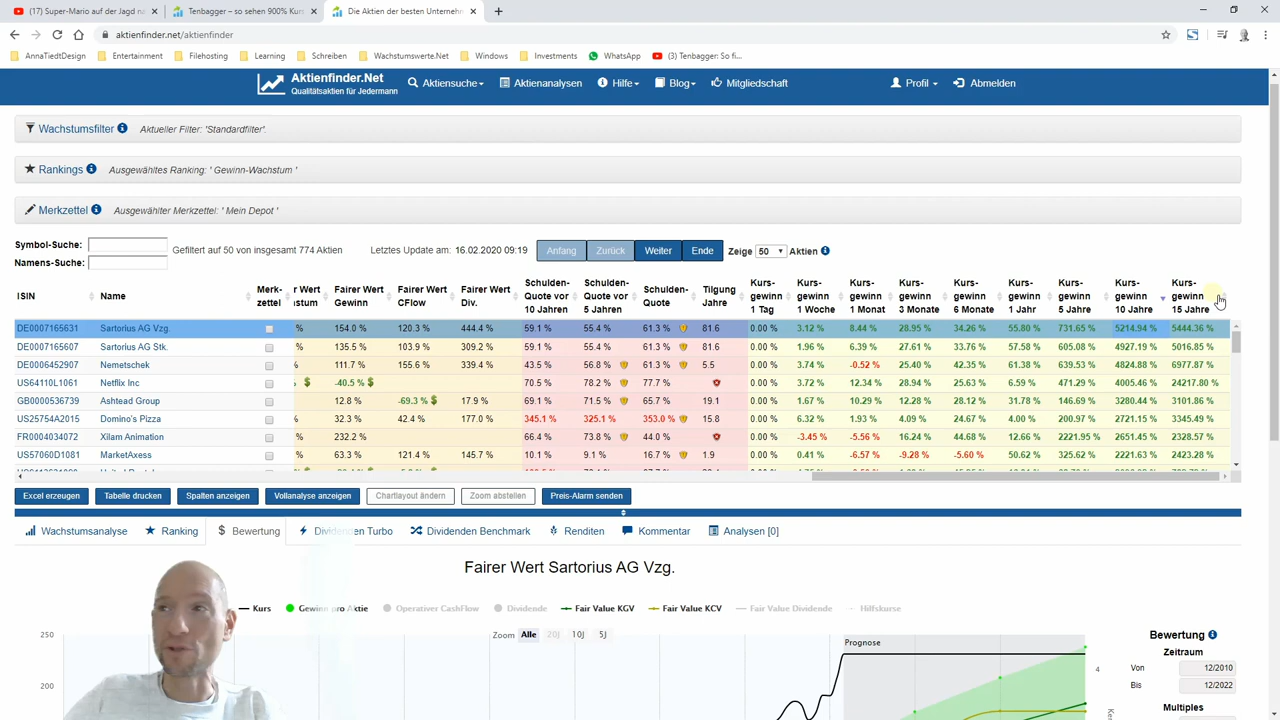 (17) Super-Mario auf der Jagd na
Tenbagger – so sehen 900% Kurs
Die Aktien der besten Unternehm
aktienfinder.net/aktienfinder
AnnaTiedtDesign
Entertainment
Filehosting
Learning
Schreiben
Wachstumswerte.Net
Windows
Investments
WhatsApp
(3) Tenbagger: So fi...
Aktienfinder.Net
Qualitätsaktien für Jedermann
Aktiensuche
Aktienanalysen
Hilfe
Blog
Mitgliedschaft
Profil
Abmelden
Wachstumsfilter Aktueller Filter: 'Standardfilter'.
Rankings Ausgewähltes Ranking: ' Gewinn-Wachstum '
Merkzettel Ausgewählter Merkzettel: ' Mein Depot '
Symbol-Suche:
Namens-Suche:
Gefiltert auf 50 von insgesamt 774 Aktien
Letztes Update am: 16.02.2020 09:19
Anfang Zurück Weiter Ende
Zeige 50 Aktien
ISIN
Name
Merk-
zettel
Wert
stum
Fairer Wert
Gewinn
Fairer Wert
CFlow
Fairer Wert
Div.
Schulden-
Quote vor
10 Jahren
Schulden-
Quote vor
5 Jahren
Schulden-
Quote
Tilgung
Jahre
Kurs-
gewinn
1 Tag
Kurs-
gewinn
1 Woche
Kurs-
gewinn
1 Monat
Kurs-
gewinn
3 Monate
Kurs-
gewinn
6 Monate
Kurs-
gewinn
1 Jahr
Kurs-
gewinn
5 Jahre
Kurs-
gewinn
10 Jahre
Kurs-
gewinn
15 Jahre
DE0007165631 Sartorius AG Vzg. % 154.0 % 120.3 % 444.4 % 59.1 % 55.4 % 61.3 % 81.6 0.00 % 3.12 % 8.44 % 28.95 % 34.26 % 55.80 % 731.65 % 5214.94 % 5444.36 %
DE0007165607 Sartorius AG Stk. % 135.5 % 103.9 % 309.2 % 59.1 % 55.4 % 61.3 % 81.6 0.00 % 1.96 % 6.39 % 27.61 % 33.76 % 58.55 % 605.08 % 4927.19 % 5016.85 %
DE0006452907 Nemetschek % 111.7 % 155.6 % 339.4 % 43.5 % 56.8 % 61.3 % 5.5 0.00 % 3.74 % -0.52 % 25.40 % 42.35 % 61.38 % 639.53 % 4824.88 % 6977.87 %
US64110L1061 Netflix Inc % $ -40.5 % $ 70.5 % 78.2 % 77.7 % 0.00 % 3.72 % 12.34 % 28.94 % 25.63 % 6.59 % 471.29 % 4005.46 % 24217.80 %
GB0000536739 Ashtead Group % 12.8 % -69.3 % $ 17.9 % 69.1 % 71.5 % 65.7 % 19.1 0.00 % 1.67 % 10.29 % 12.28 % 31.78 % 46.69 % 146.19 % 3280.44 % 3101.86 %
US25754A2015 Domino's Pizza % 32.3 % 42.4 % 177.0 % 345.1 % 325.1 % 353.0 % 15.8 0.00 % 6.32 % 1.93 % 4.09 % 24.67 % 4.00 % 200.97 % 2721.15 % 3345.49 %
FR0004034072 Xilam Animation % 232.2 % 66.4 % 73.8 % 44.0 % 0.00 % -3.45 % -5.56 % 16.24 % 44.68 % 12.66 % 2221.95 % 2651.45 % 2328.57 %
US57060D1081 MarketAxess % 63.3 % 121.4 % 145.7 % 10.1 % 9.1 % 16.7 % 2.7 0.00 % 0.41 % -6.57 % -9.28 % -5.60 % 50.62 % 325.62 % 2221.63 % 2423.28 %
Excel erzeugen
Tabelle drucken
Spalten anzeigen
Vollanalyse anzeigen
Chartlayout ändern
Zoom abstellen
Preis-Alarm senden
Wachstumsanalyse
Ranking
$ Bewertung
Dividenden Turbo
Dividenden Benchmark
Renditen
Kommentar
Analysen [0]
Fairer Wert Sartorius AG Vzg.
Kurs
Gewinn pro Aktie
Operativer CashFlow
Dividende
Fair Value KGV
Fair Value KCV
Fair Value Dividende
Hilfskurse
Zoom Alle 20J 10J 5J
250
200
Prognose
4
Bewertung
Zeitraum
Von 12/2010
Bis 12/2022
Multiples